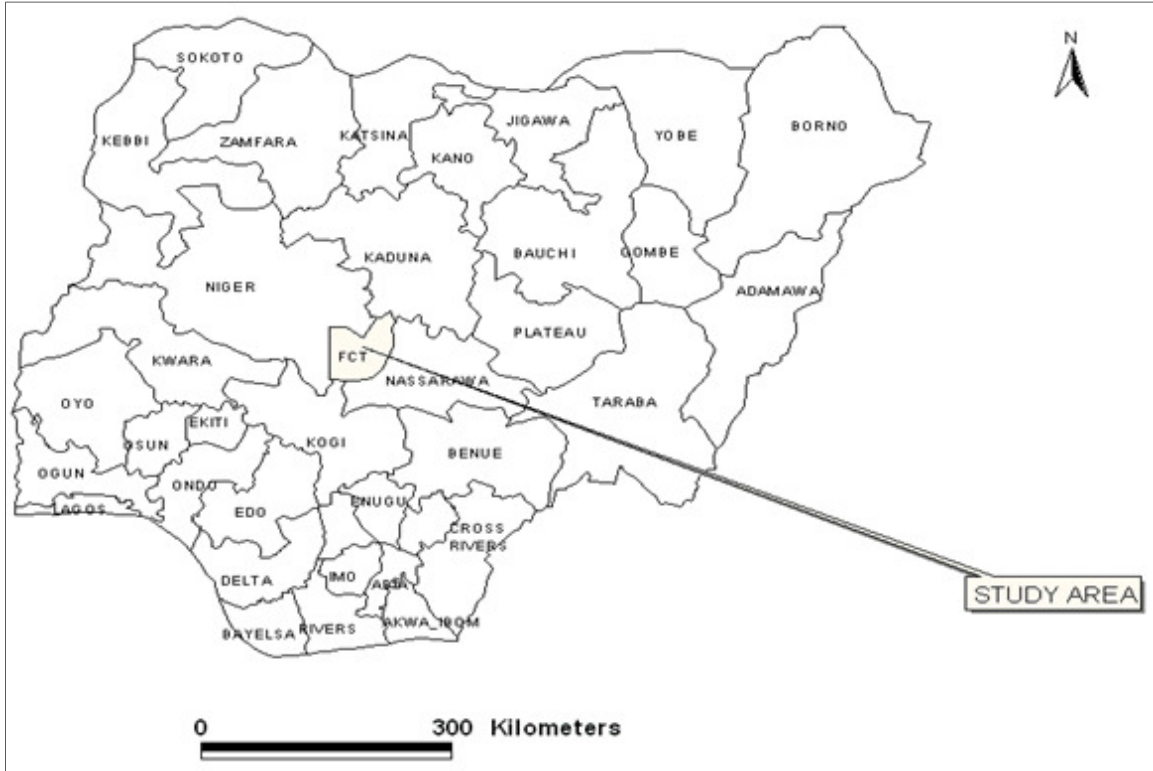 N
SOKOTO
KEBBI
ZAMFARA
KATSINA
JIGAWA
KANO
YOBE
BORNO
KADUNA
BAUCHI
GOMBE
NIGER
ADAMAWA
PLATEAU
FCT
KWARA
NASSARAWA
TARABA
OYO
EKITI
OSUN
KOGI
BENUE
OGUN
ONDO
LAGOS
EDO
ENUGU
CROSS
RIVERS
DELTA
IMO
ABIA
STUDY AREA
BAYELSA
RIVERS
AKWA_IBOM
0
300 Kilometers